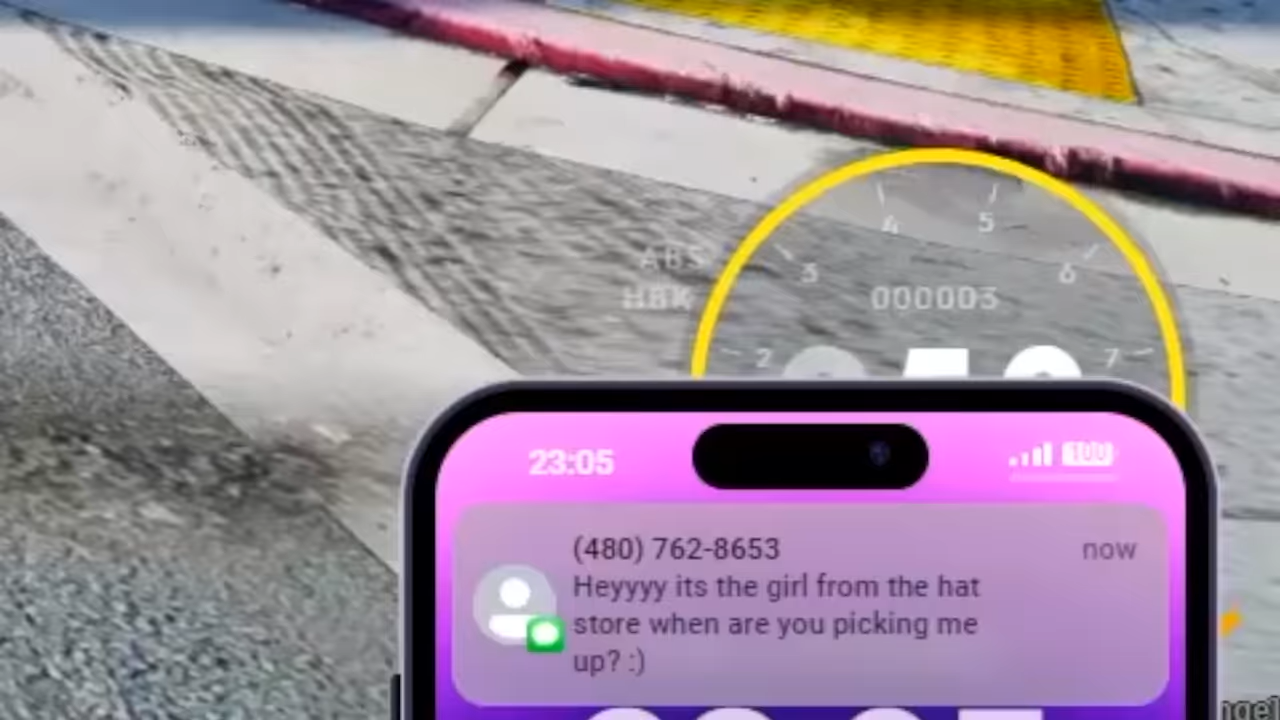 4 5
ABS 3 6
HBK 000003
2 7
23:05 100
(480) 762-8653 now
Heyyyy its the girl from the hat
store when are you picking me
up? :)